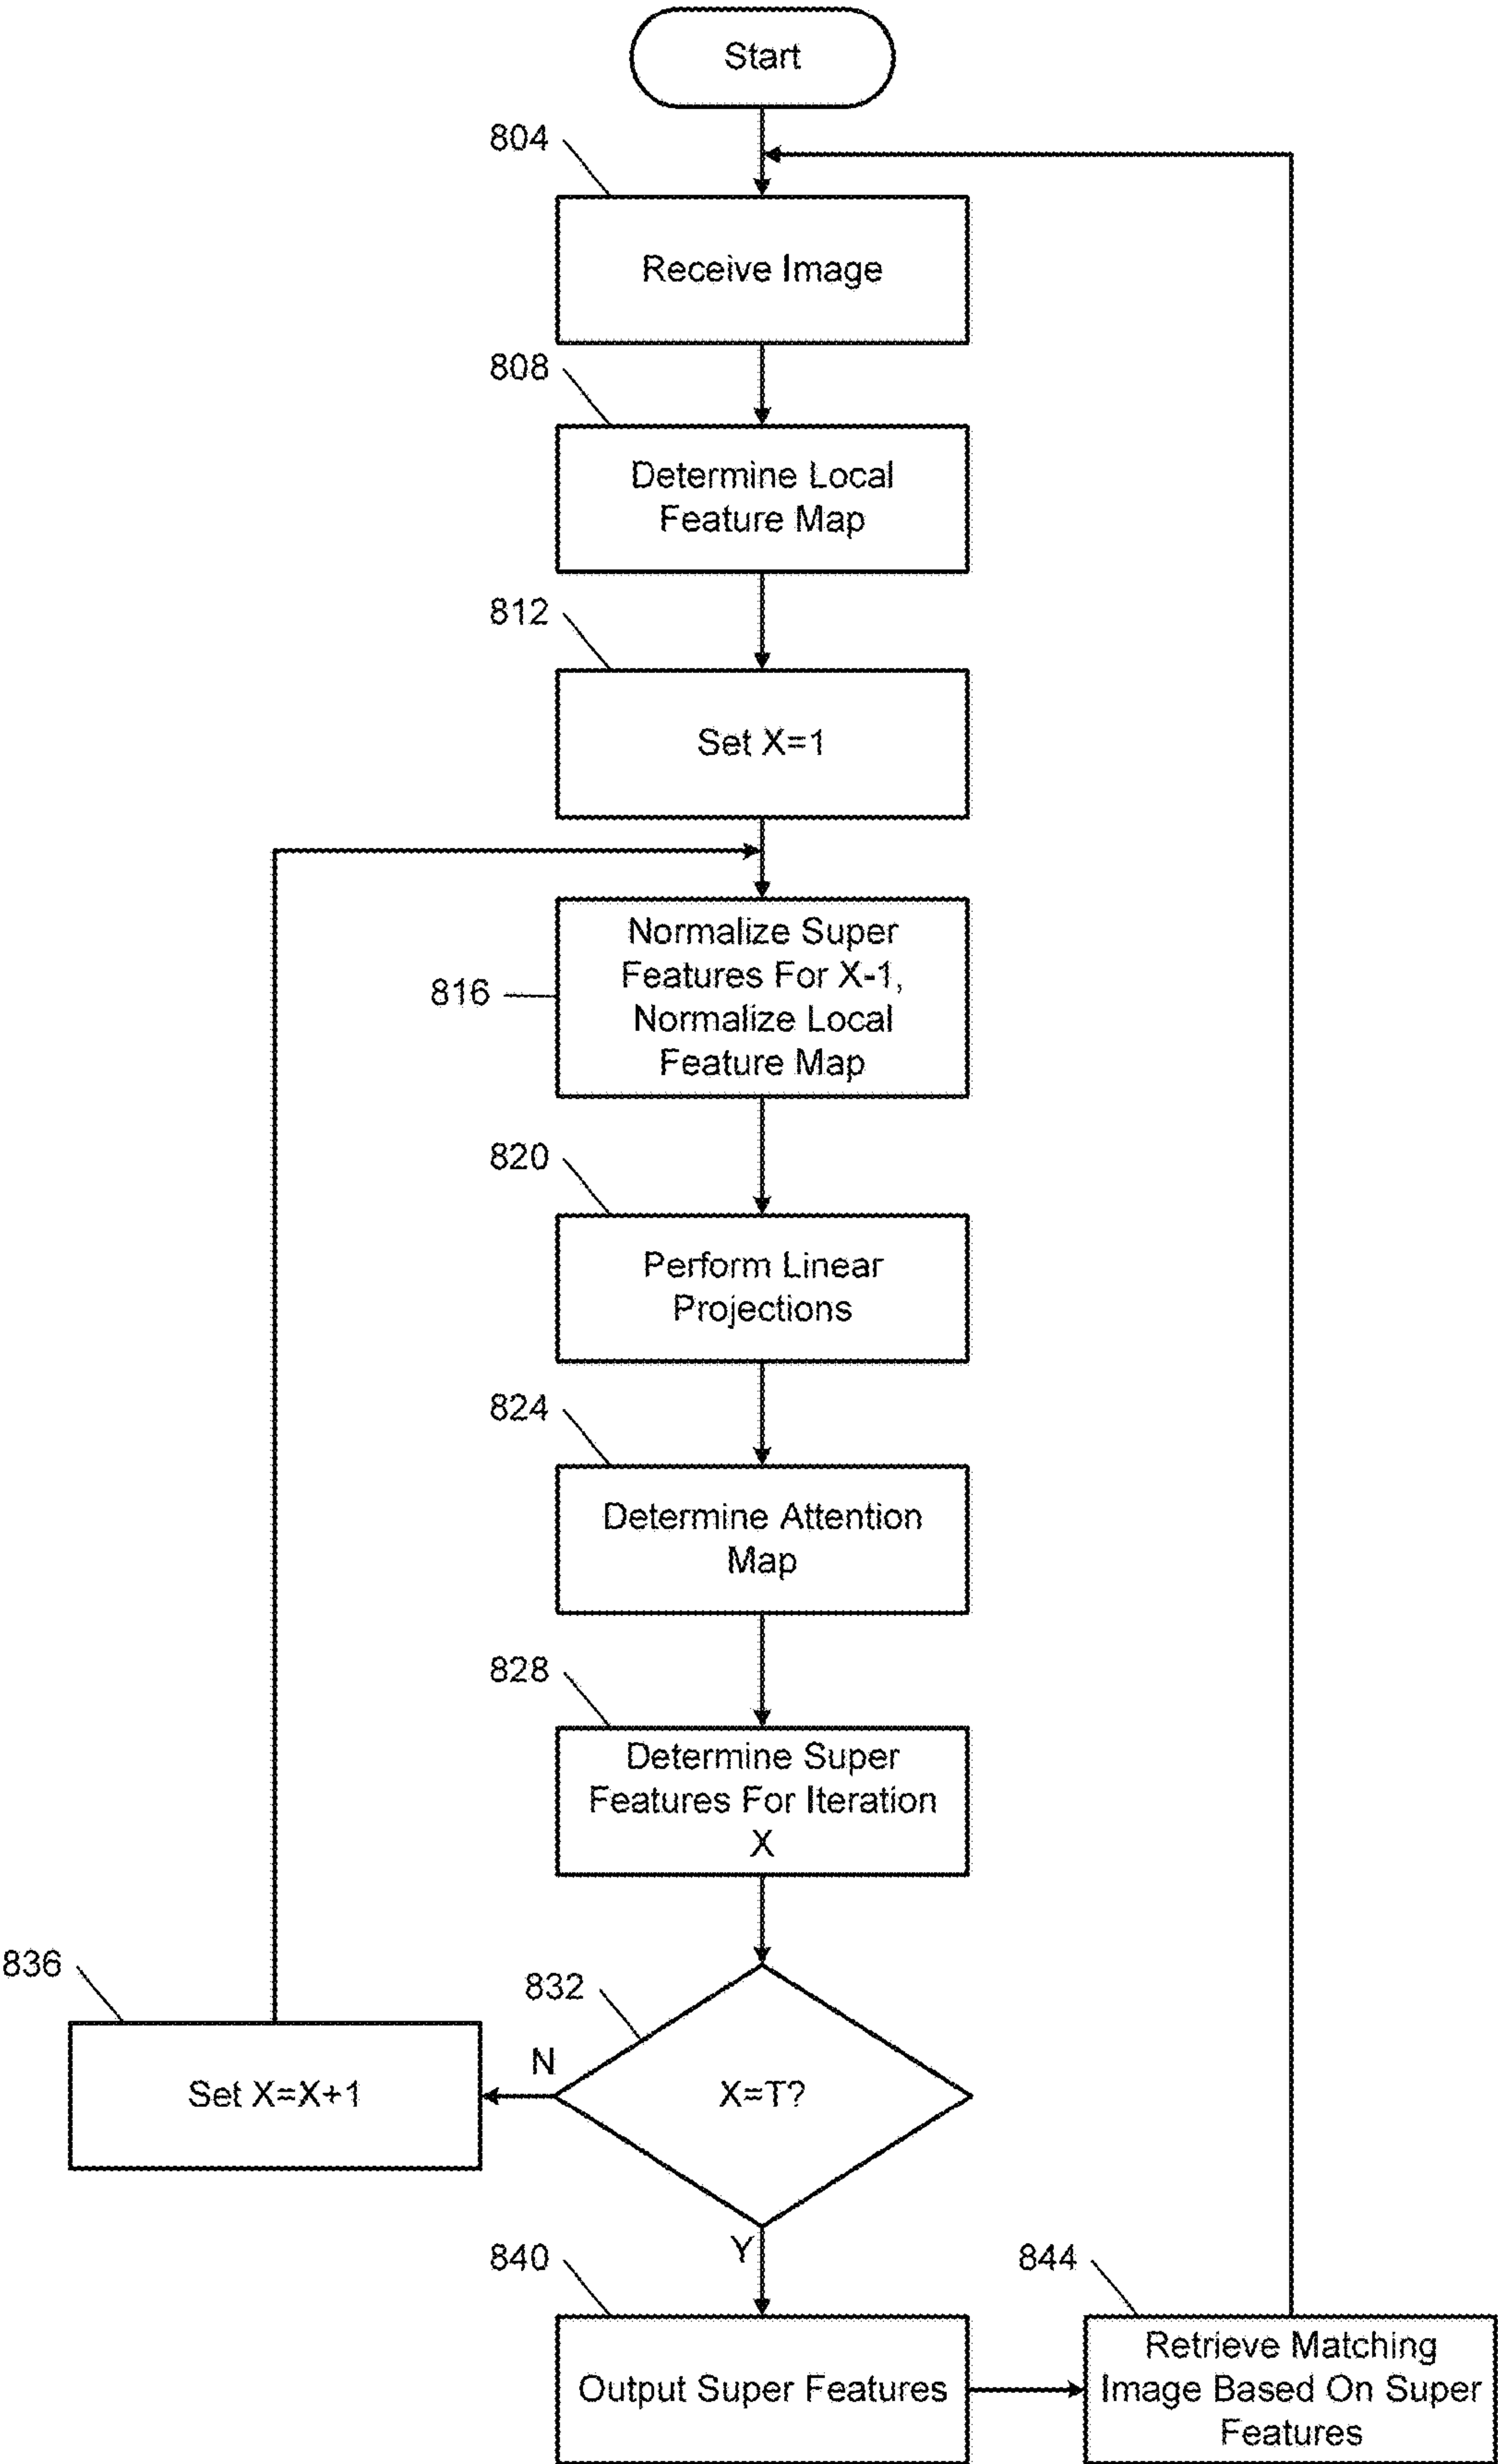 Start
804
Receive Image
808
Determine Local
Feature Map
812
Set X=1
816
Normalize Super
Features For X-1,
Normalize Local
Feature Map
820
Perform Linear
Projections
824
Determine Attention
Map
828
Determine Super
Features For Iteration
X
832
X=T?
N
836
Set X=X+1
Y
840
Output Super Features
844
Retrieve Matching
Image Based On Super
Features